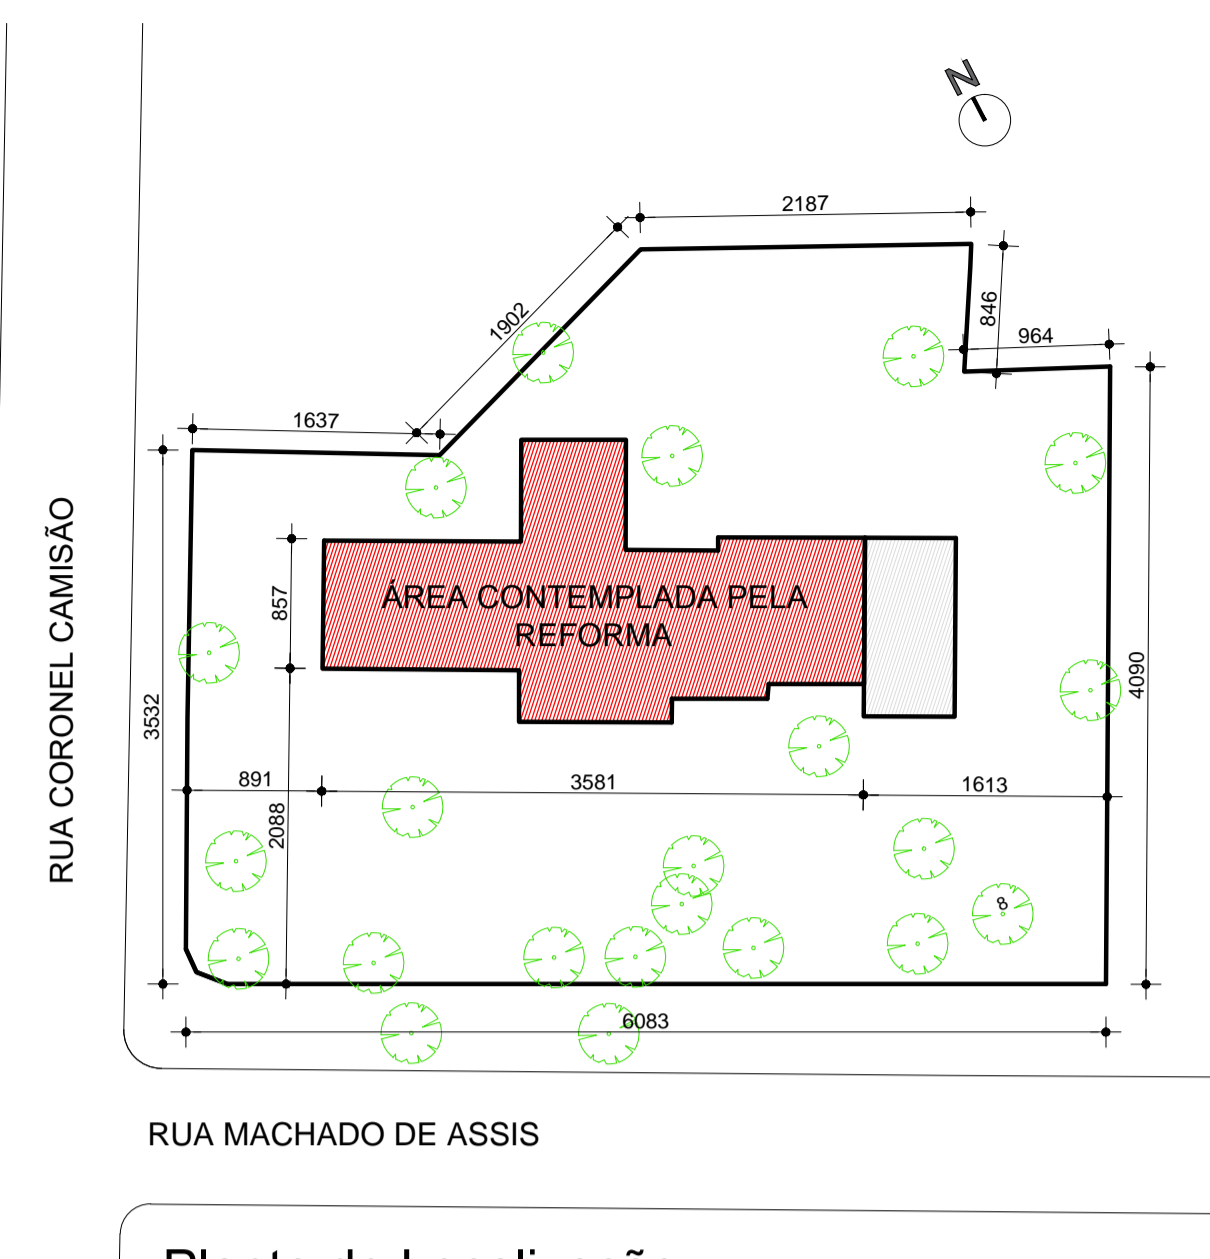 N
2187
846
964
1902
1637
ÁREA CONTEMPLADA PELA
REFORMA
857
RUA CORONEL CAMISÃO
3532
4090
891
3581
1613
2088
8
6083
RUA MACHADO DE ASSIS